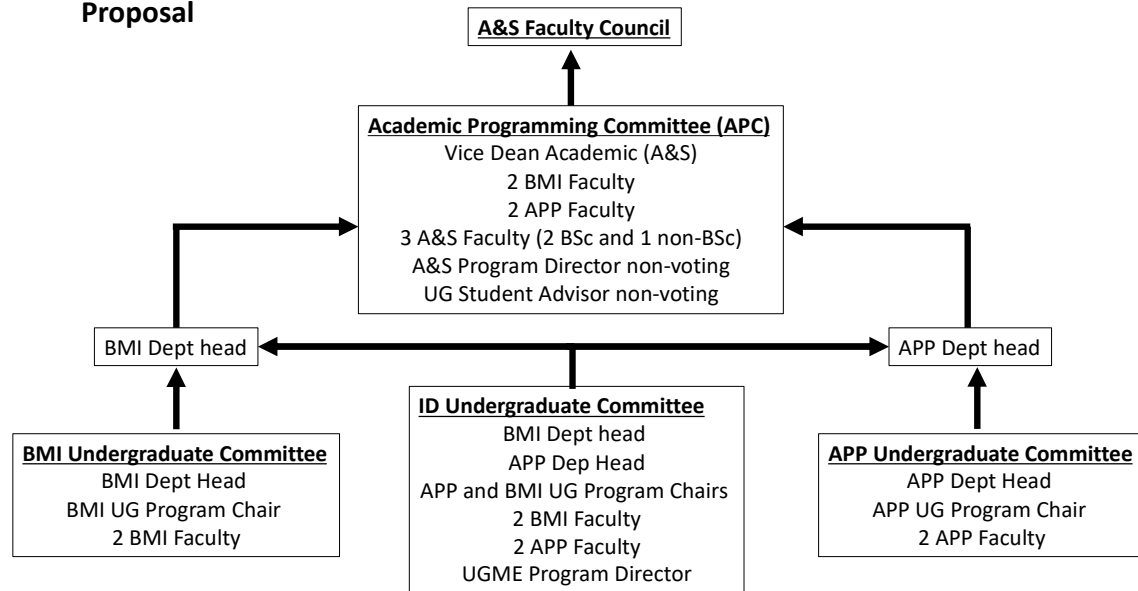 Proposal
A&S Faculty Council
Academic Programming Committee (APC)
Vice Dean Academic (A&S)
2 BMI Faculty
2 APP Faculty
3 A&S Faculty (2 BSc and 1 non-BSc)
A&S Program Director non-voting
UG Student Advisor non-voting
BMI Dept head
APP Dept head
BMI Undergraduate Committee
BMI Dept Head
BMI UG Program Chair
2 BMI Faculty
ID Undergraduate Committee
BMI Dept head
APP Dep Head
APP and BMI UG Program Chairs
2 BMI Faculty
2 APP Faculty
UGME Program Director
APP Undergraduate Committee
APP Dept Head
APP UG Program Chair
2 APP Faculty